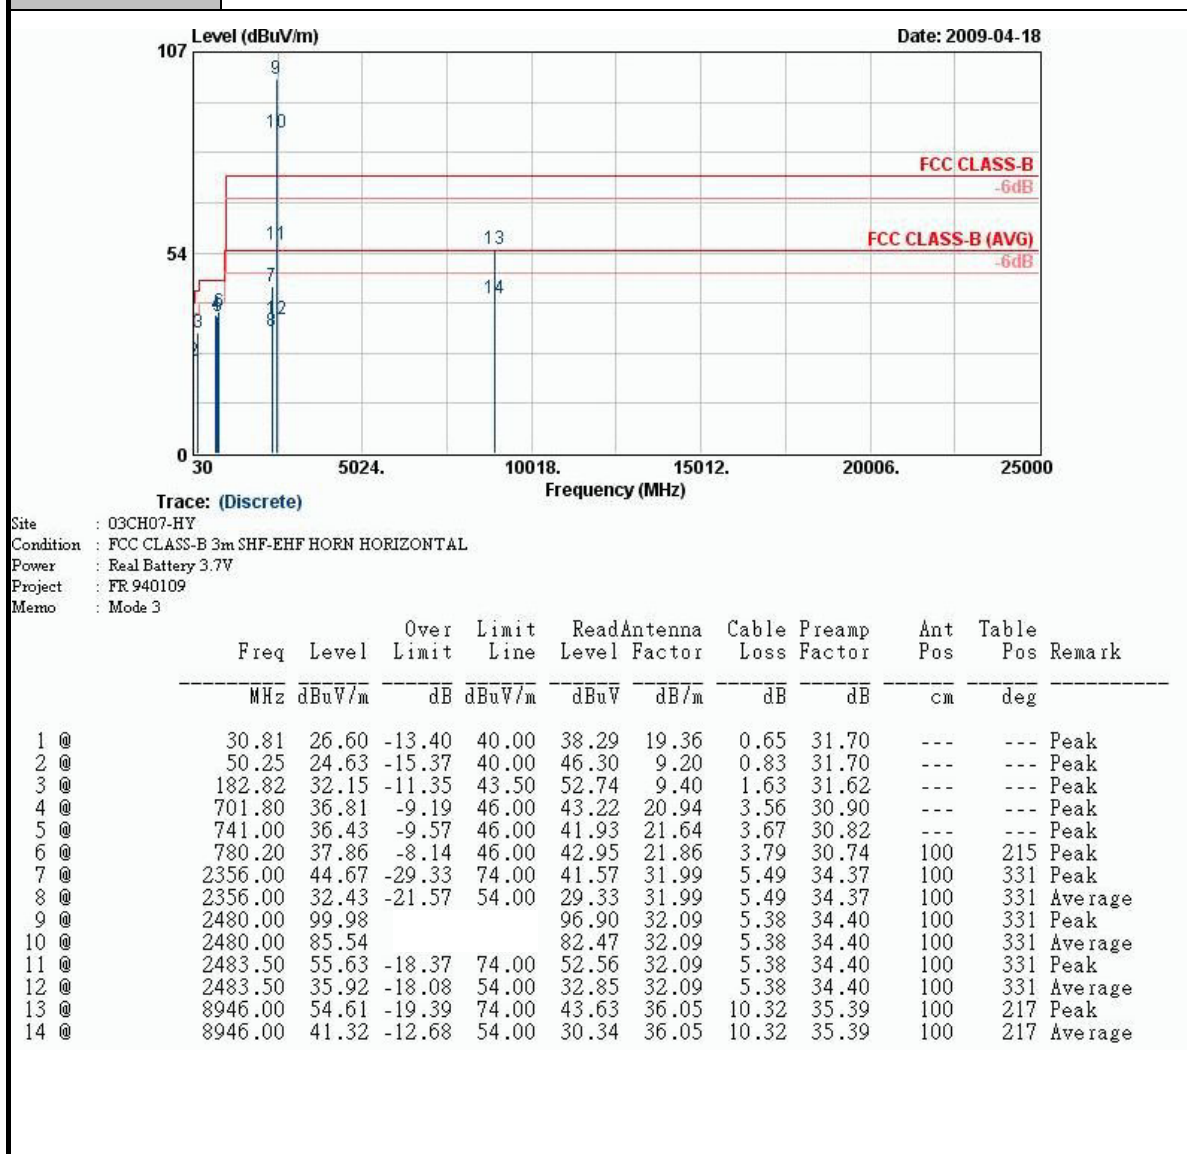 Level (dBuV/m) Date: 2009-04-18
107
9
10
FCC CLASS-B
-6dB
11 13
FCC CLASS-B (AVG)
54
-6dB
7
14
6
12
3
8
0
30 5024. 10018. 15012. 20006. 25000
Frequency (MHz)
Trace: (Discrete)
Site : 03CH07-HY
Condition : FCC CLASS-B 3m SHF-EHF HORN HORIZONTAL
Power : Real Battery 3.7V
Project : FR 940109
Memo : Mode 3
Over Limit ReadAntenna Cable Preamp Ant Table
Freq Level Limit Line Level Factor Loss Factor Pos Pos Remark
MHz dBuV/m dB dBuV/m dBuV dB/m dB dB cm deg
1 @ 30.81 26.60 -13.40 40.00 38.29 19.36 0.65 31.70 --- --- Peak
2 @ 50.25 24.63 -15.37 40.00 46.30 9.20 0.83 31.70 --- --- Peak
3 @ 182.82 32.15 -11.35 43.50 52.74 9.40 1.63 31.62 --- --- Peak
4 @ 701.80 36.81 -9.19 46.00 43.22 20.94 3.56 30.90 --- --- Peak
5 @ 741.00 36.43 -9.57 46.00 41.93 21.64 3.67 30.82 --- --- Peak
6 @ 780.20 37.86 -8.14 46.00 42.95 21.86 3.79 30.74 100 215 Peak
7 @ 2356.00 44.67 -29.33 74.00 41.57 31.99 5.49 34.37 100 331 Peak
8 @ 2356.00 32.43 -21.57 54.00 29.33 31.99 5.49 34.37 100 331 Average
9 @ 2480.00 99.98 96.90 32.09 5.38 34.40 100 331 Peak
10 @ 2480.00 85.54 82.47 32.09 5.38 34.40 100 331 Average
11 @ 2483.50 55.63 -18.37 74.00 52.56 32.09 5.38 34.40 100 331 Peak
12 @ 2483.50 35.92 -18.08 54.00 32.85 32.09 5.38 34.40 100 331 Average
13 @ 8946.00 54.61 -19.39 74.00 43.63 36.05 10.32 35.39 100 217 Peak
14 @ 8946.00 41.32 -12.68 54.00 30.34 36.05 10.32 35.39 100 217 Average